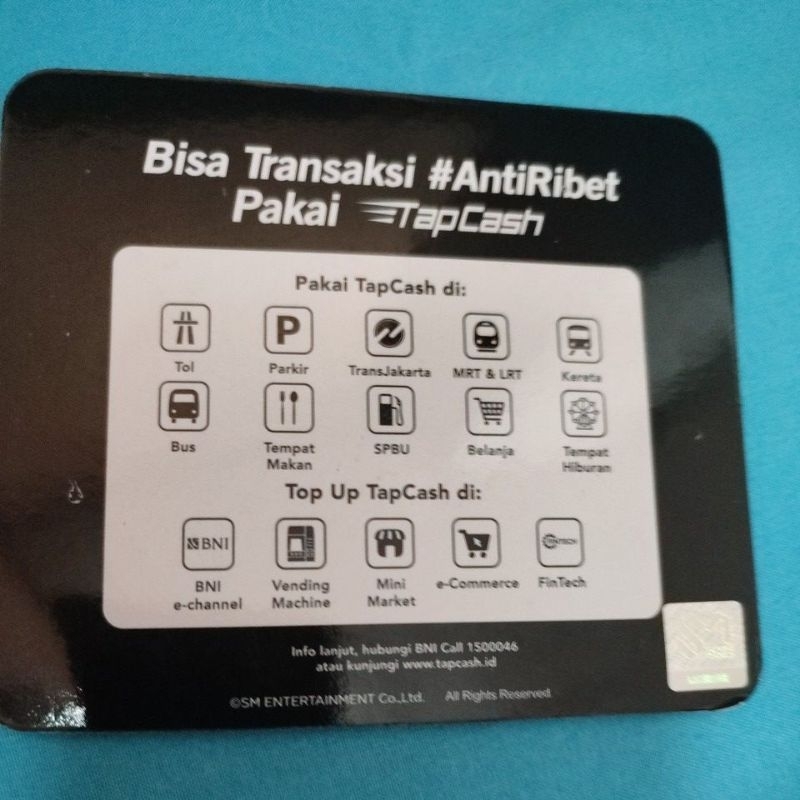 Bisa Transaksi #AntiRibet
Pakai TapCash
Pakai TapCash di:
Tol
P
Parkir
TransJakarta
MRT & LRT
Kereta
Bus
Tempat
Makan
SPBU
Belanja
Tempat
Hiburan
Top Up TapCash di:
BNI
BNI
e-channel
Vending
Machine
Mini
Market
e-Commerce
FINTECH
FinTech
Info lanjut, hubungi BNI Call 1500046
atau kunjungi www.tapcash.id
©SM ENTERTAINMENT Co.,Ltd. All Rights Reserved.